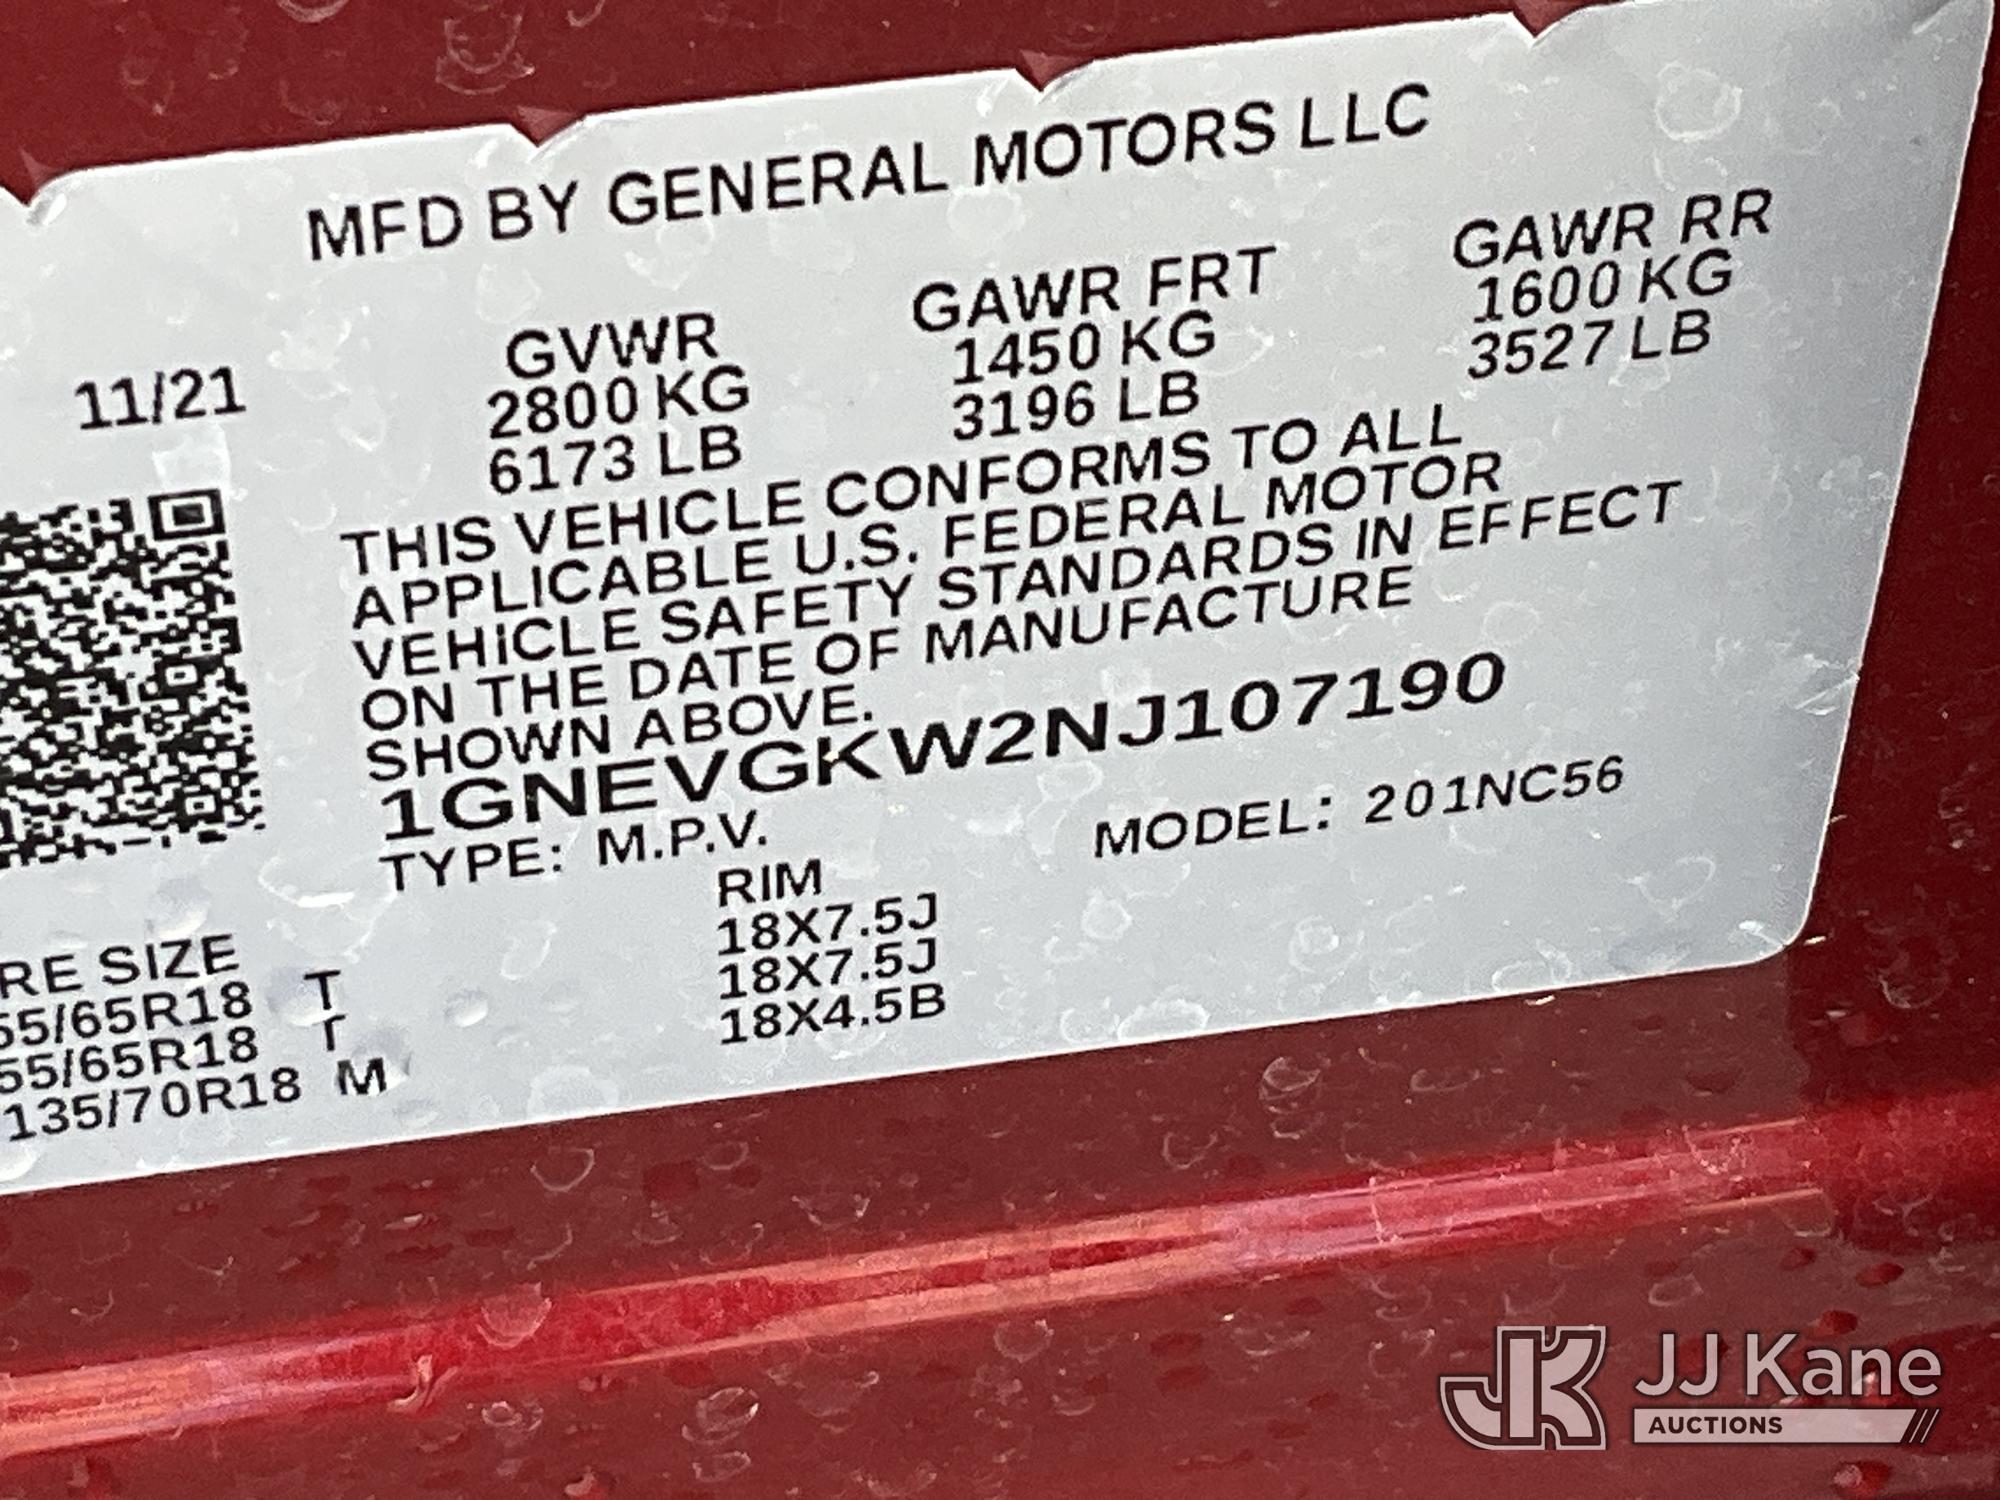 MFD BY GENERAL MOTORS LLC
11/21 GVWR GAWR FRT GAWR RR
2800 KG 1450 KG 1600 KG
6173 LB 3196 LB 3527 LB
THIS VEHICLE CONFORMS TO ALL
APPLICABLE U.S. FEDERAL MOTOR
VEHICLE SAFETY STANDARDS IN EFFECT
ON THE DATE OF MANUFACTURE
SHOWN ABOVE.
1GNEVGKW2NJ107190
TYPE: M.P.V. MODEL: 201NC56
RE SIZE RIM
55/65R18 T 18X7.5J
55/65R18 T 18X7.5J
135/70R18 M 18X4.5B
JK JJ Kane
AUCTIONS